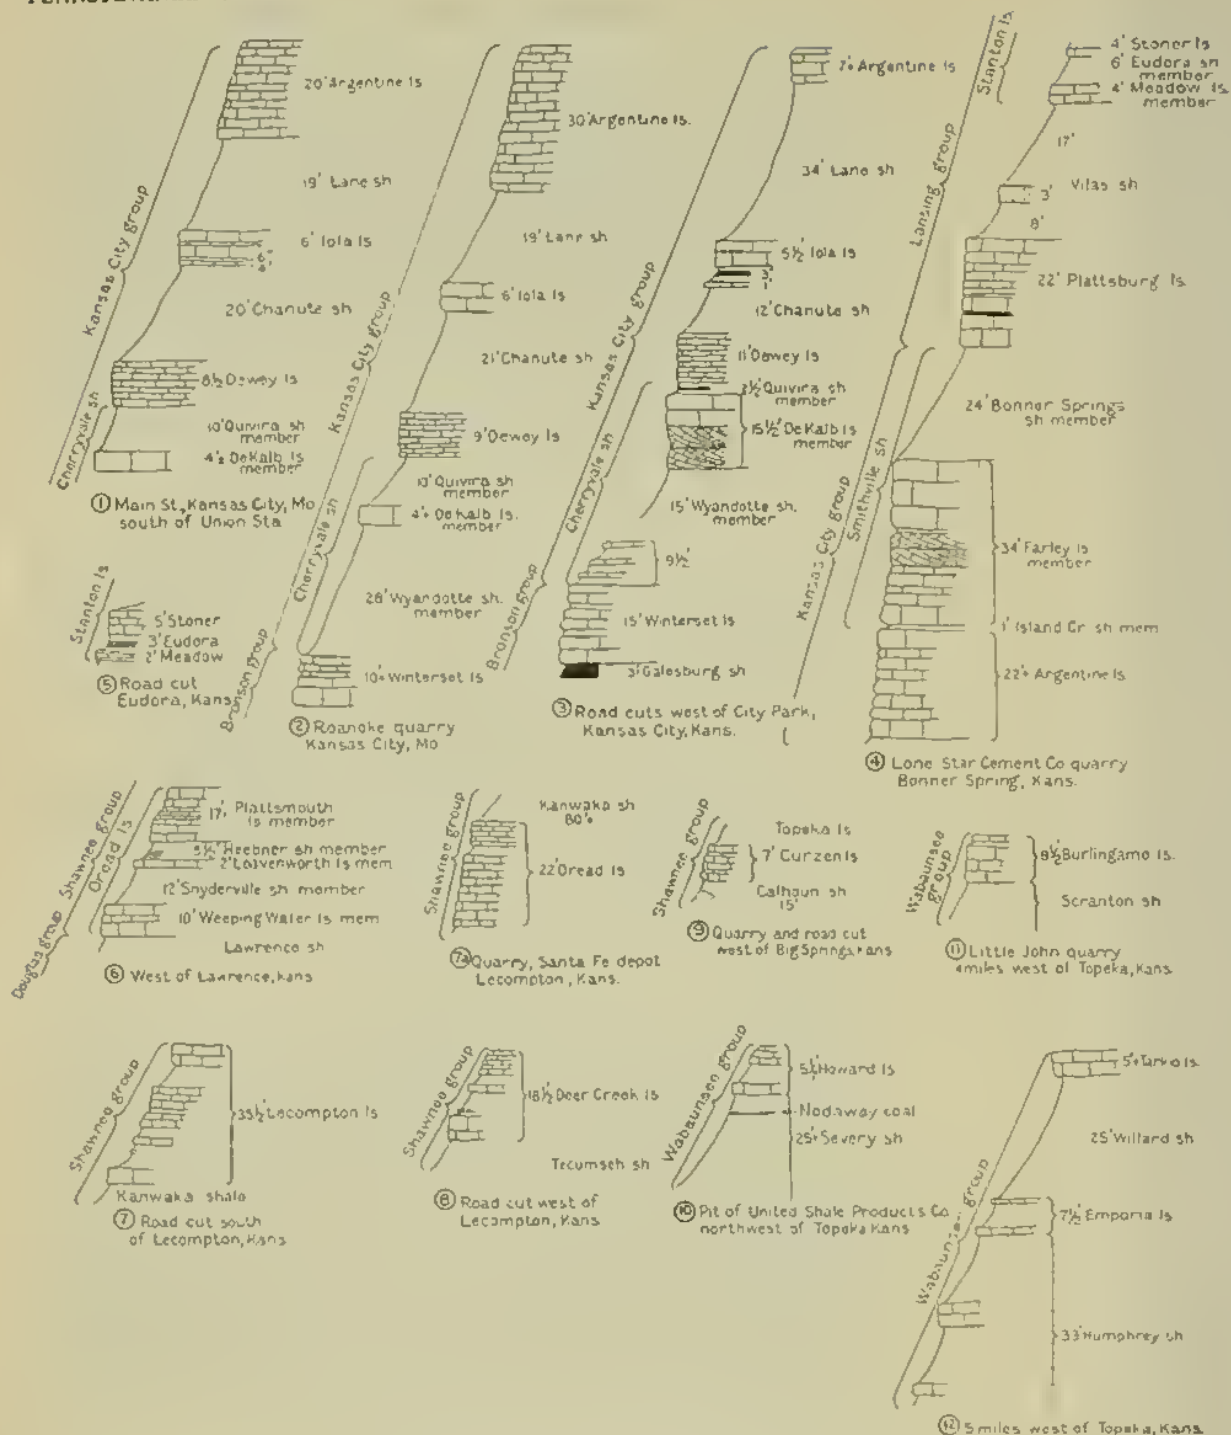 Kansas City group
Cherryvale sh
20' Argentine ls
19' Lane sh
6' Iola ls
20' Chanute sh
8½' Dewey ls
10' Quivira sh
member
DeKalb ls
member
① Main St., Kansas City, Mo
south of Union Sta
Kansas City group
Cherryvale sh
Bronson group
30' Argentine ls.
19' Lane sh
6' Iola ls
21' Chanute sh
9' Dewey ls
10' Quivira sh
member
4'+ DeKalb ls.
member
28' Wyandotte sh.
member
10'+ Winterset ls
② Roanoke quarry
Kansas City, Mo
Kansas City group
Cherryvale sh
Bronson group
7'+ Argentine ls
34' Lane sh
5½' Iola ls
3'
1'
12' Chanute sh
11' Dewey ls
Quivira sh
member
15½' DeKalb ls
member
15' Wyandotte sh.
member
9½'
15' Winterset ls
Galesburg sh
③ Road cuts west of City Park,
Kansas City, Kans.
Stanton ls
Lansing group
Kansas City group
Smithville sh
4' Stoner ls
6' Eudora sh
member
4' Meadow ls.
member
17'
3' Vilas sh
8'
22' Plattsburg ls.
24' Bonner Springs
sh member
34' Farley ls
member
1' Island Cr. sh mem
22'+ Argentine ls
④ Lone Star Cement Co quarry
Bonner Spring, Kans.
Stanton ls
5' Stoner
3' Eudora
2' Meadow
⑤ Road cut
Eudora, Kans
Shawnee group
Oread ls
Douglas group
17' Plattsmouth
ls member
Heebner sh member
2' Leavenworth ls mem
12' Snyderville sh member
10' Weeping Water ls mem
Lawrence sh
⑥ West of Lawrence, Kans
Shawnee group
Kanwaka sh
80'+
22' Oread ls
7a Quarry, Santa Fe depot
Lecompton, Kans.
Shawnee group
Topeka ls
7' Curzen ls
Calhoun sh
15'
⑨ Quarry and road cut
west of Big Springs, Kans
Wabaunsee
group
8½' Burlingame ls.
Scranton sh
⑪ Little John quarry
4 miles west of Topeka, Kans
Shawnee group
35½' Lecompton ls
Kanwaka shale
⑦ Road cut south
of Lecompton, Kans
Shawnee group
18½' Deer Creek ls
Tecumseh sh
⑧ Road cut west of
Lecompton, Kans
Wabaunsee group
Howard ls
Nodaway coal
25'+ Severy sh
⑩ Pit of United Shale Products Co
northwest of Topeka Kans
Wabaunsee group
5'+ Tarkio ls
25' Willard sh
7½' Emporia ls
33' Humphrey sh
⑫ 5 miles west of Topeka, Kans